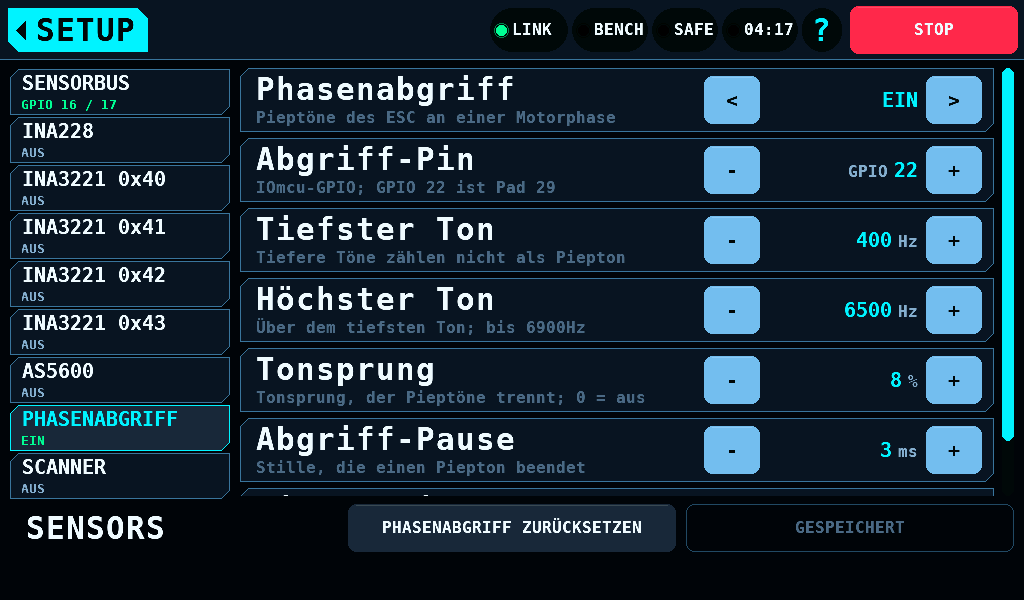 SETUP
LINK
BENCH
SAFE
04:17
?
STOP
SENSORBUS
GPIO 16 / 17
INA228
AUS
INA3221 0x40
AUS
INA3221 0x41
AUS
INA3221 0x42
AUS
INA3221 0x43
AUS
AS5600
AUS
PHASENABGRIFF
EIN
SCANNER
AUS
Phasenabgriff
Pieptöne des ESC an einer Motorphase
< EIN >
Abgriff-Pin
IOmcu-GPIO; GPIO 22 ist Pad 29
- GPIO 22 +
Tiefster Ton
Tiefere Töne zählen nicht als Piepton
- 400 Hz +
Höchster Ton
Über dem tiefsten Ton; bis 6900Hz
- 6500 Hz +
Tonsprung
Tonsprung, der Pieptöne trennt; 0 = aus
- 8 % +
Abgriff-Pause
Stille, die einen Piepton beendet
- 3 ms +
SENSORS
PHASENABGRIFF ZURÜCKSETZEN
GESPEICHERT